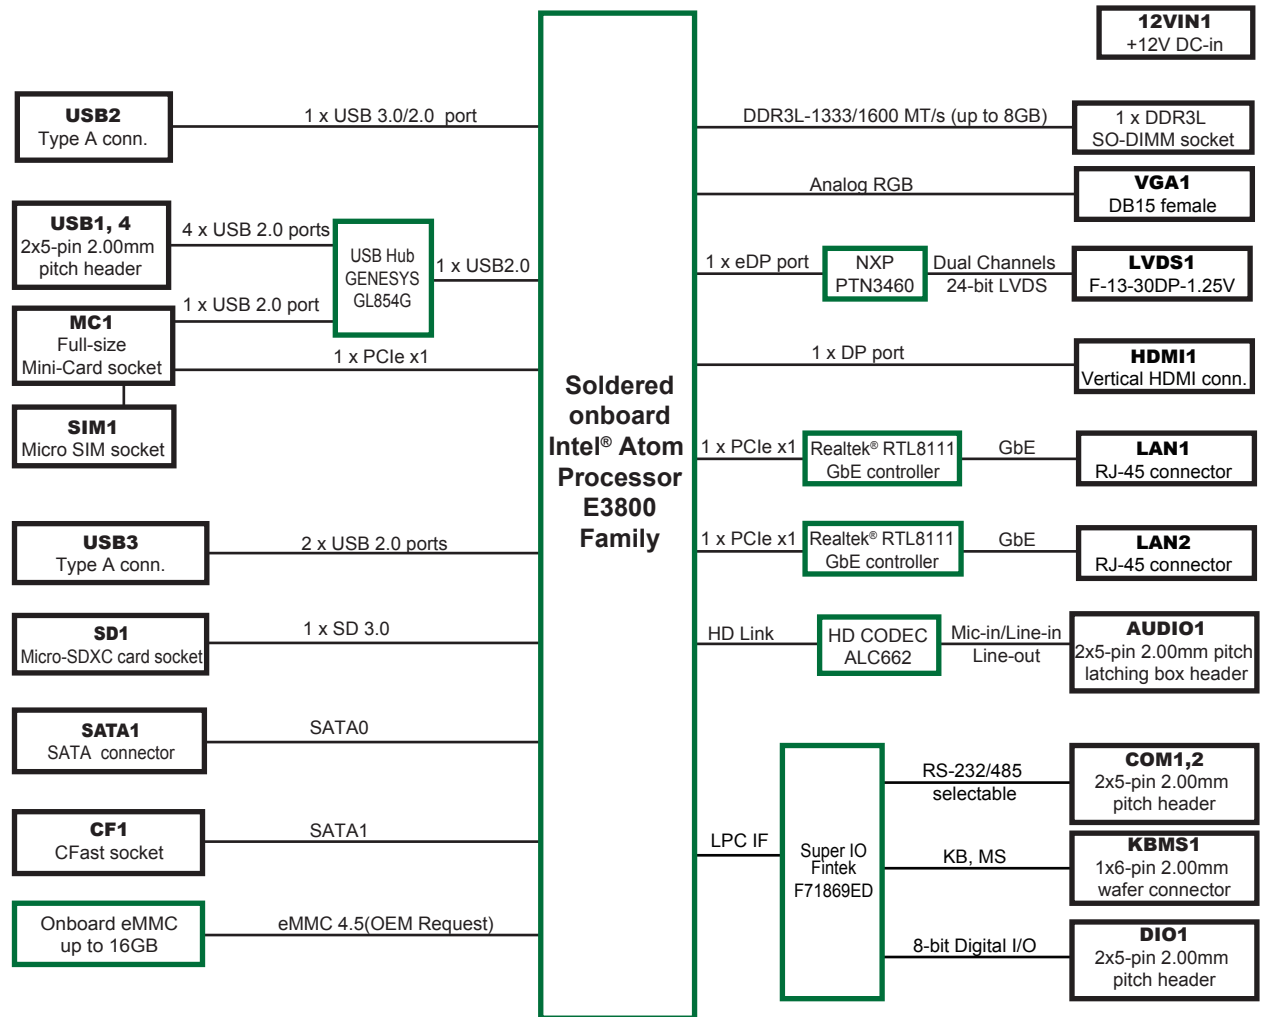 12VIN1
+12V DC-in
USB2
Type A conn.
1 x USB 3.0/2.0 port
USB1, 4
2x5-pin 2.00mm
pitch header
4 x USB 2.0 ports
USB Hub
GENESYS
GL854G
1 x USB2.0
1 x USB 2.0 port
MC1
Full-size
Mini-Card socket
1 x PCIe x1
SIM1
Micro SIM socket
USB3
Type A conn.
2 x USB 2.0 ports
SD1
Micro-SDXC card socket
1 x SD 3.0
SATA1
SATA connector
SATA0
CF1
CFast socket
SATA1
Onboard eMMC
up to 16GB
eMMC 4.5(OEM Request)
Soldered
onboard
Intel® Atom
Processor
E3800
Family
DDR3L-1333/1600 MT/s (up to 8GB)
1 x DDR3L
SO-DIMM socket
Analog RGB
VGA1
DB15 female
1 x eDP port
NXP
PTN3460
Dual Channels
24-bit LVDS
LVDS1
F-13-30DP-1.25V
1 x DP port
HDMI1
Vertical HDMI conn.
1 x PCIe x1
Realtek® RTL8111
GbE controller
GbE
LAN1
RJ-45 connector
1 x PCIe x1
Realtek® RTL8111
GbE controller
GbE
LAN2
RJ-45 connector
HD Link
HD CODEC
ALC662
Mic-in/Line-in
Line-out
AUDIO1
2x5-pin 2.00mm pitch
latching box header
LPC IF
Super IO
Fintek
F71869ED
RS-232/485
selectable
COM1,2
2x5-pin 2.00mm
pitch header
KB, MS
KBMS1
1x6-pin 2.00mm
wafer connector
8-bit Digital I/O
DIO1
2x5-pin 2.00mm
pitch header